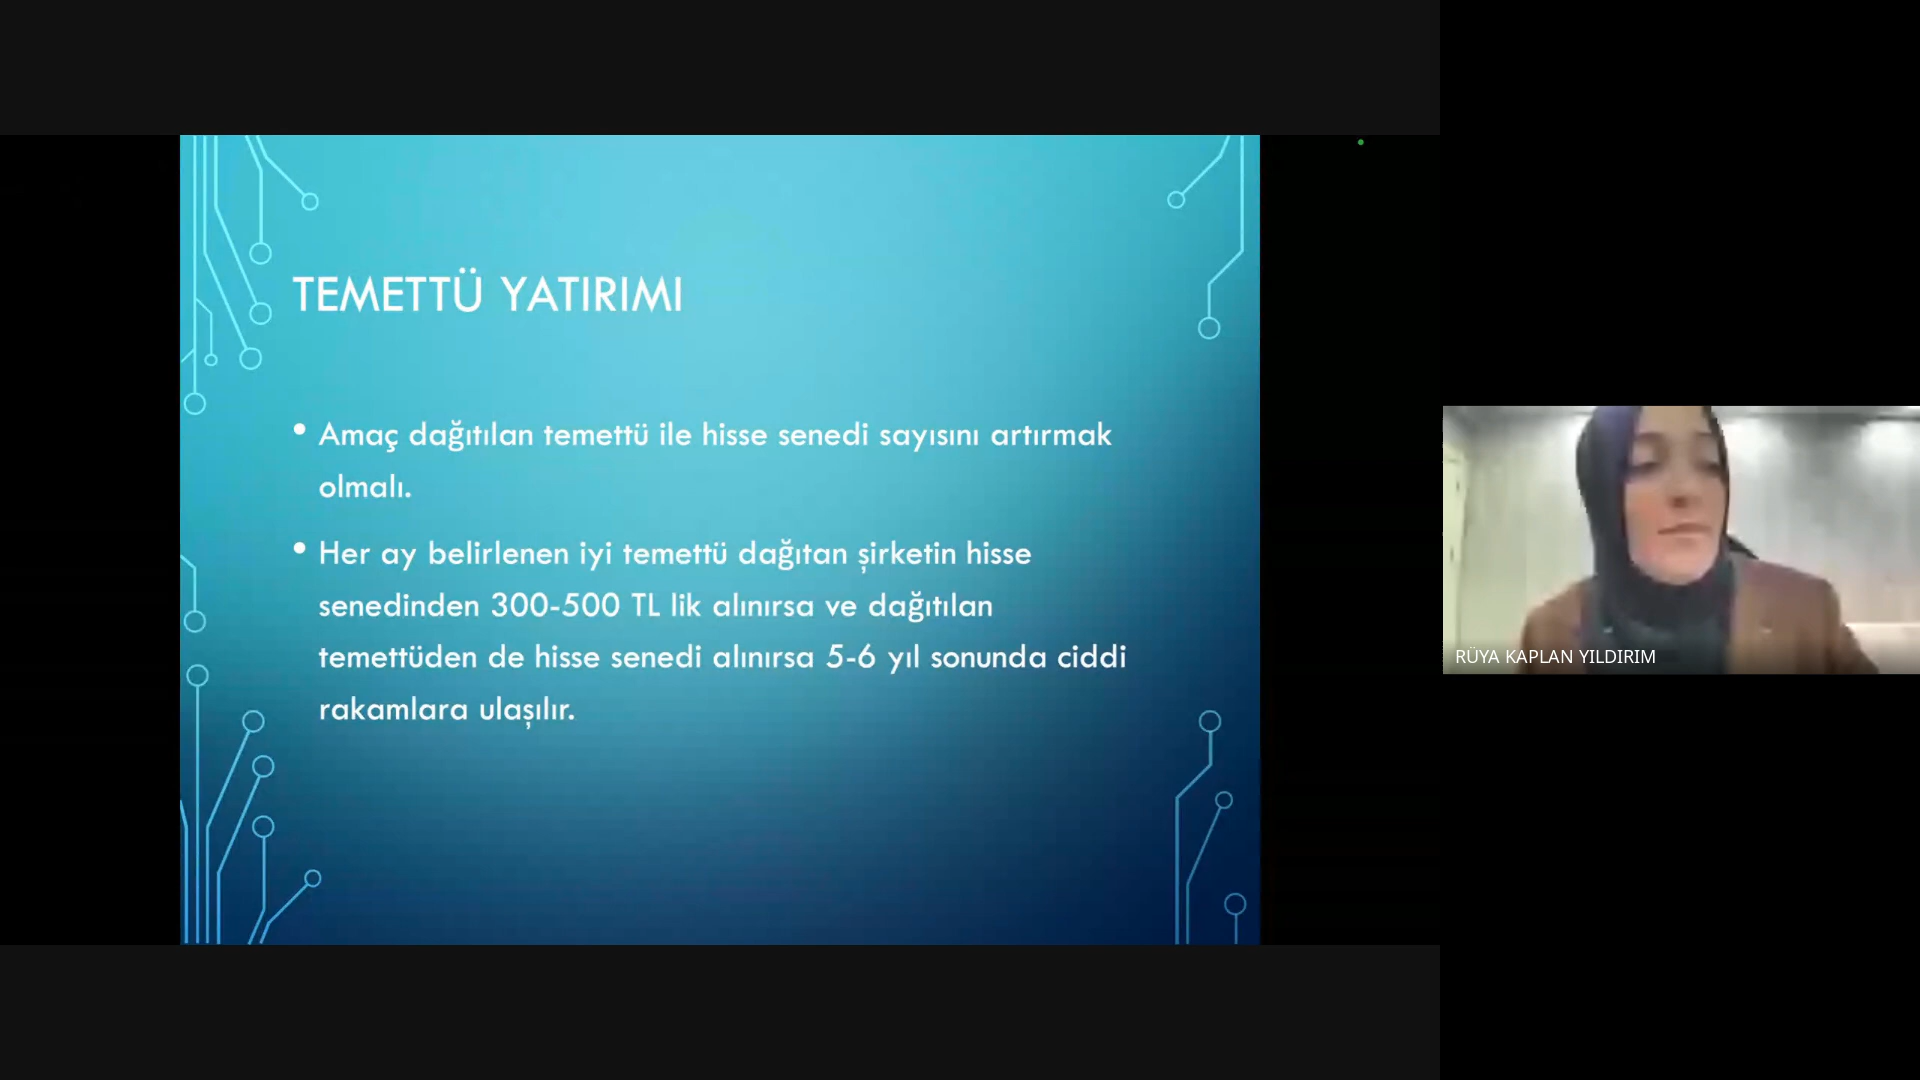 TEMETTÜ YATIRIMI
• Amaç dağıtılan temettü ile hisse senedi sayısını artırmak
olmalı.
• Her ay belirlenen iyi temettü dağıtan şirketin hisse
senedinden 300-500 TL lik alınırsa ve dağıtılan
temettüden de hisse senedi alınırsa 5-6 yıl sonunda ciddi
rakamlara ulaşılır.
RÜYA KAPLAN YILDIRIM